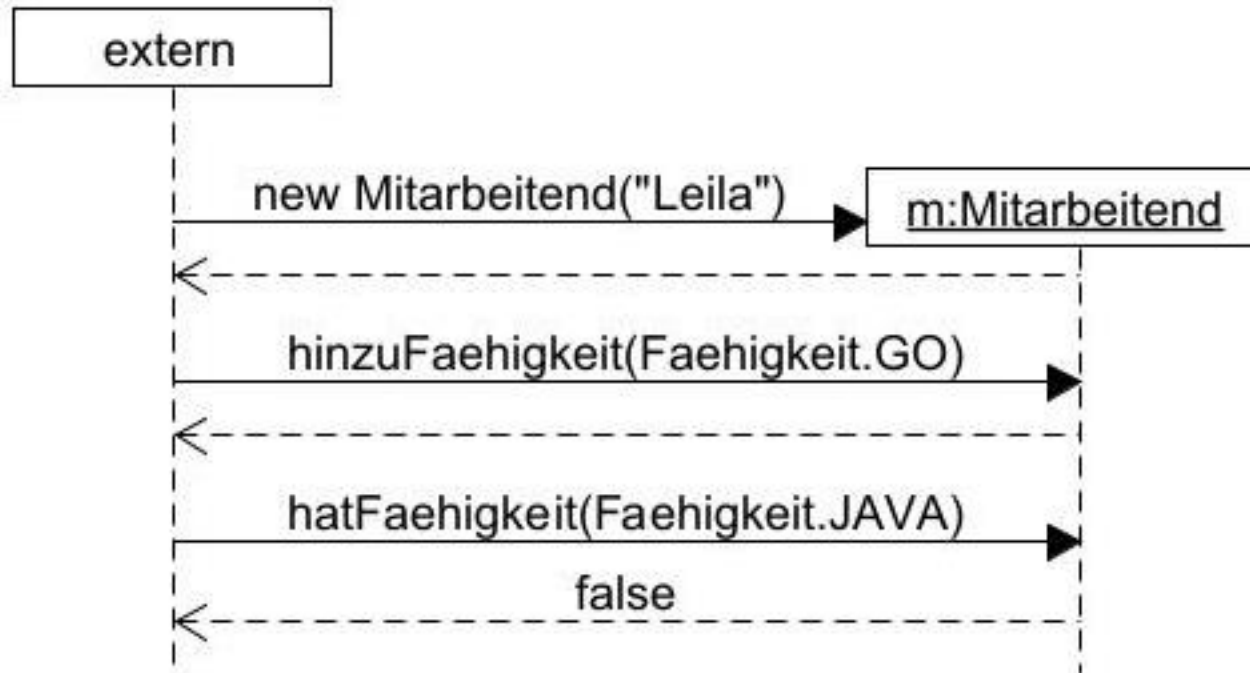 extern
new Mitarbeitend("Leila")
m:Mitarbeitend
hinzuFaehigkeit(Faehigkeit.GO)
hatFaehigkeit(Faehigkeit.JAVA)
false